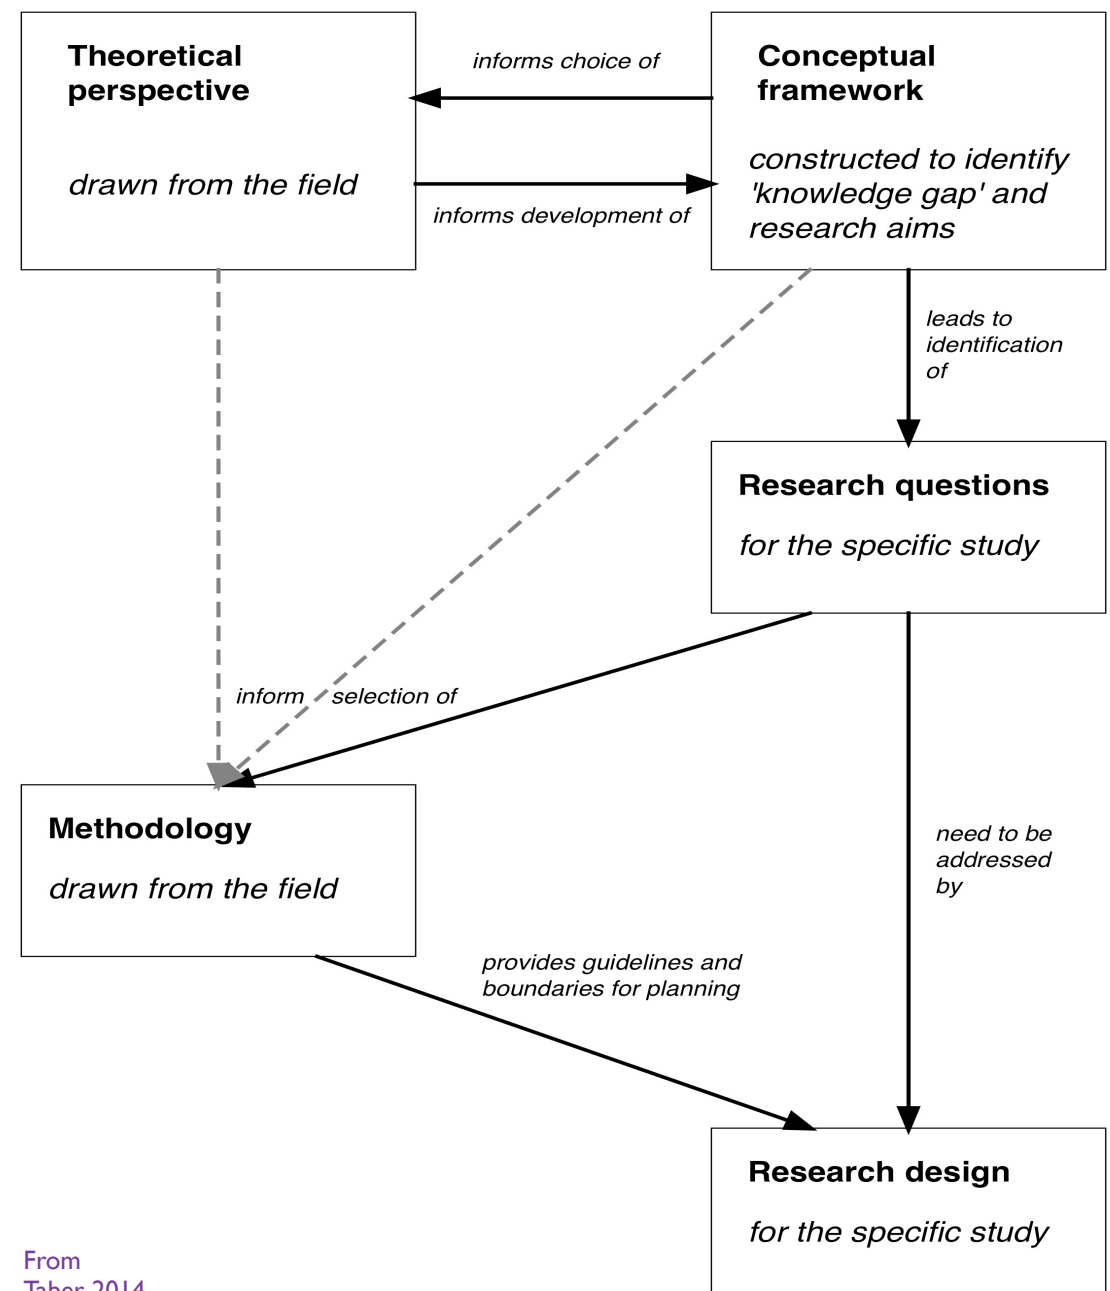 Theoretical
perspective
drawn from the field
informs choice of
informs development of
Conceptual
framework
constructed to identify
'knowledge gap' and
research aims
leads to
identification
of
Research questions
for the specific study
inform selection of
Methodology
drawn from the field
need to be
addressed
by
provides guidelines and
boundaries for planning
Research design
for the specific study
From
Taber 2014